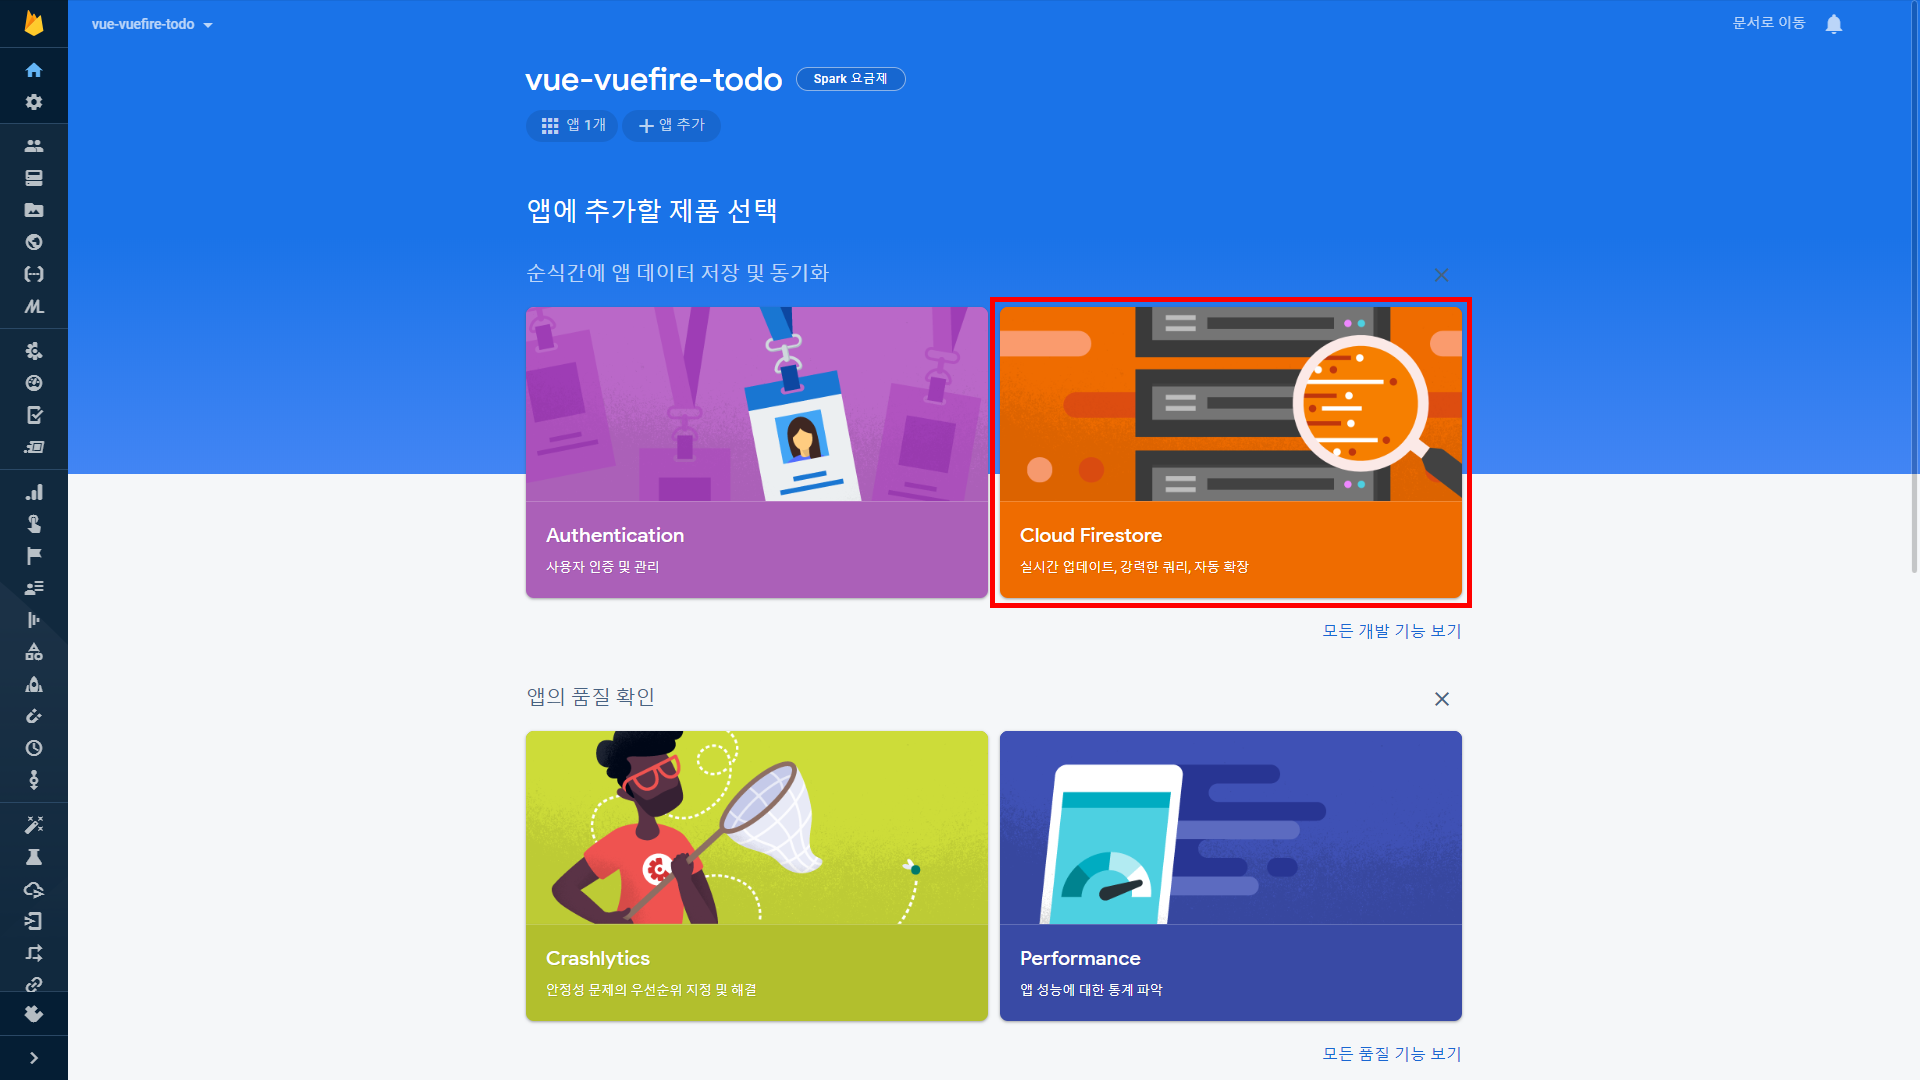 vue-vuefire-todo
문서로 이동
vue-vuefire-todo
Spark 요금제
앱 1개
앱 추가
앱에 추가할 제품 선택
순식간에 앱 데이터 저장 및 동기화
Authentication
사용자 인증 및 관리
Cloud Firestore
실시간 업데이트, 강력한 쿼리, 자동 확장
모든 개발 기능 보기
앱의 품질 확인
Crashlytics
안정성 문제의 우선순위 지정 및 해결
Performance
앱 성능에 대한 통계 파악
모든 품질 기능 보기